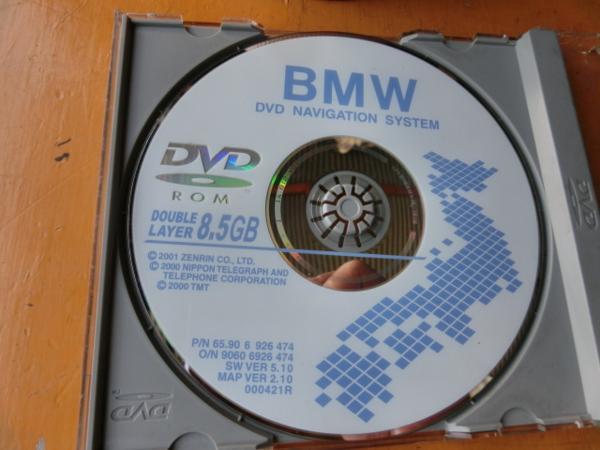 BMW
DVD NAVIGATION SYSTEM
DVD
ROM
DOUBLE
LAYER 8.5GB
©2001 ZENRIN CO., LTD.
©2000 NIPPON TELEGRAPH AND
TELEPHONE CORPORATION
©2000 TMT
P/N 65.90 6 926 474
O/N 9060 6926 474
SW VER 5.10
MAP VER 2.10
000421R
DVD
DVD